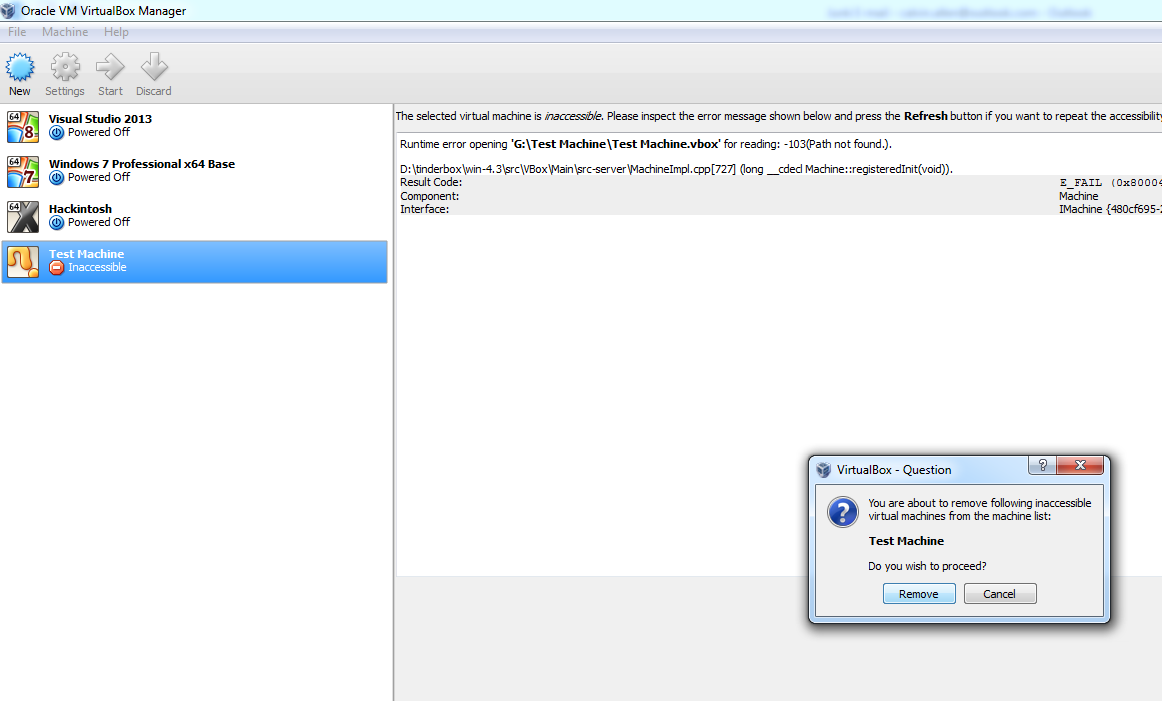 Oracle VM VirtualBox Manager
File Machine Help
New Settings Start Discard
64
8
Visual Studio 2013
Powered Off
64
7
Windows 7 Professional x64 Base
Powered Off
64
X
Hackintosh
Powered Off
Test Machine
Inaccessible
The selected virtual machine is inaccessible. Please inspect the error message shown below and press the Refresh button if you want to repeat the accessibility
Runtime error opening 'G:\Test Machine\Test Machine.vbox' for reading: -103(Path not found.).
D:\tinderbox\win-4.3\src\VBox\Main\src-server\MachineImpl.cpp[727] (long __cdecl Machine::registeredInit(void)).
Result Code: E_FAIL (0x80004
Component: Machine
Interface: IMachine {480cf695-2
VirtualBox - Question
?
X
?
You are about to remove following inaccessible
virtual machines from the machine list:
Test Machine
Do you wish to proceed?
Remove Cancel